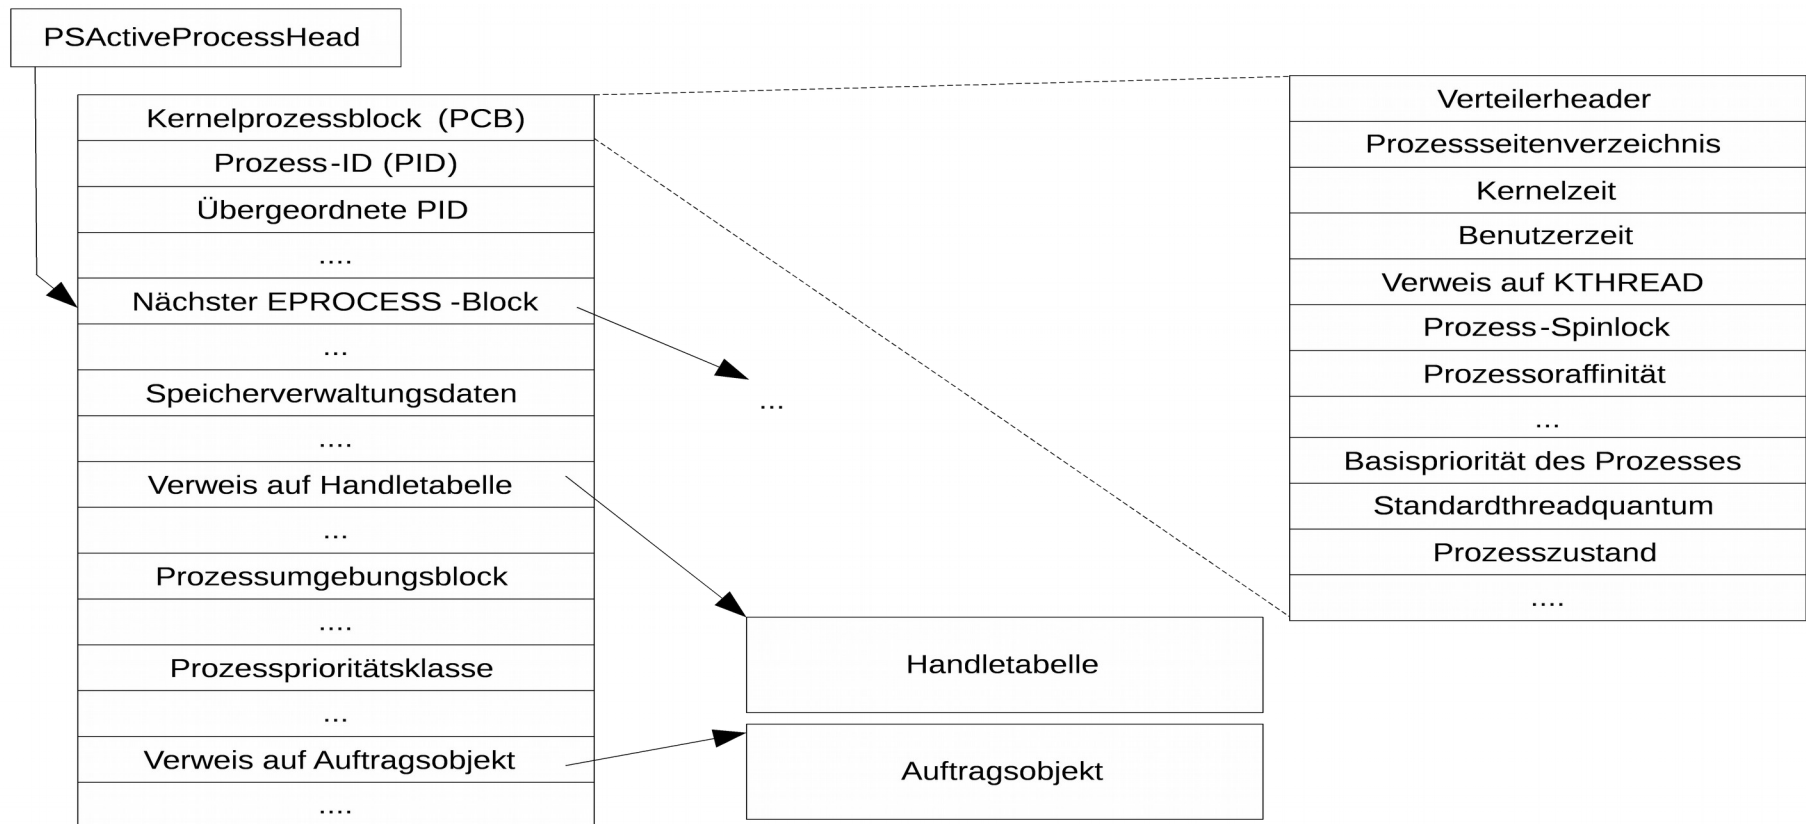 PSActiveProcessHead
Kernelprozessblock (PCB)
Prozess-ID (PID)
Übergeordnete PID
....
Nächster EPROCESS -Block
...
Speicherverwaltungsdaten
....
Verweis auf Handletabelle
...
Prozessumgebungsblock
....
Prozessprioritätsklasse
...
Verweis auf Auftragsobjekt
....
...
Handletabelle
Auftragsobjekt
Verteilerheader
Prozessseitenverzeichnis
Kernelzeit
Benutzerzeit
Verweis auf KTHREAD
Prozess-Spinlock
Prozessoraffinität
...
Basispriorität des Prozesses
Standardthreadquantum
Prozesszustand
....